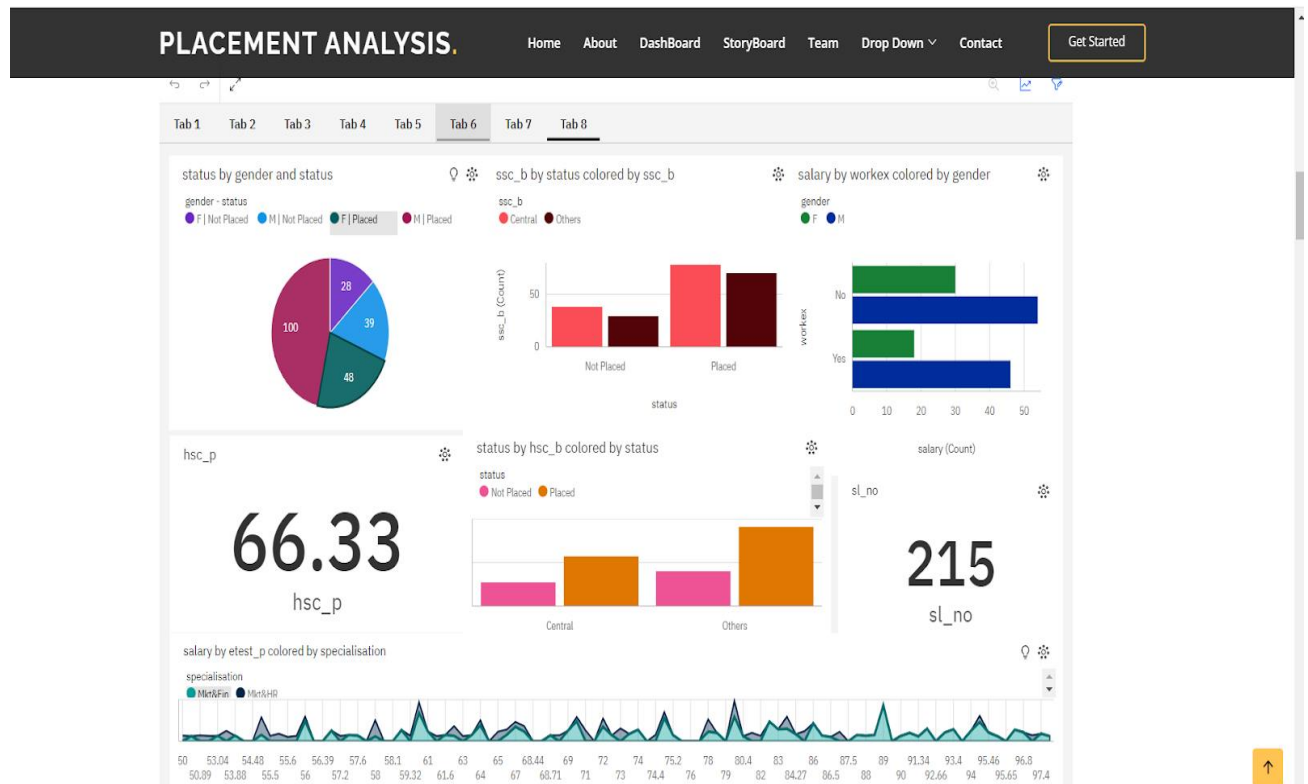 PLACEMENT ANALYSIS.
Home About DashBoard StoryBoard Team Drop Down Contact Get Started
Tab 1 Tab 2 Tab 3 Tab 4 Tab 5 Tab 6 Tab 7 Tab 8
status by gender and status
gender - status
F | Not Placed M | Not Placed F | Placed M | Placed
28
39
48
100
ssc_b by status colored by ssc_b
ssc_b
Central Others
ssc_b (Count)
50
0
Not Placed Placed
status
salary by workex colored by gender
gender
F M
workex
No
Yes
0 10 20 30 40 50
salary (Count)
hsc_p
66.33
hsc_p
status by hsc_b colored by status
status
Not Placed Placed
Central Others
sl_no
215
sl_no
salary by etest_p colored by specialisation
specialisation
Mkt&Fin Mkt&HR
50 53.04 54.48 55.6 56.39 57.6 58.1 61 63 65 68.44 69 72 74 75.2 78 80.4 83 86 87.5 89 91.34 93.4 95.46 96.8
50.89 53.88 55.5 56 57.2 58 59.32 61.6 64 67 68.71 71 73 74.4 76 79 82 84.27 86.5 88 90 92.66 94 95.65 97.4